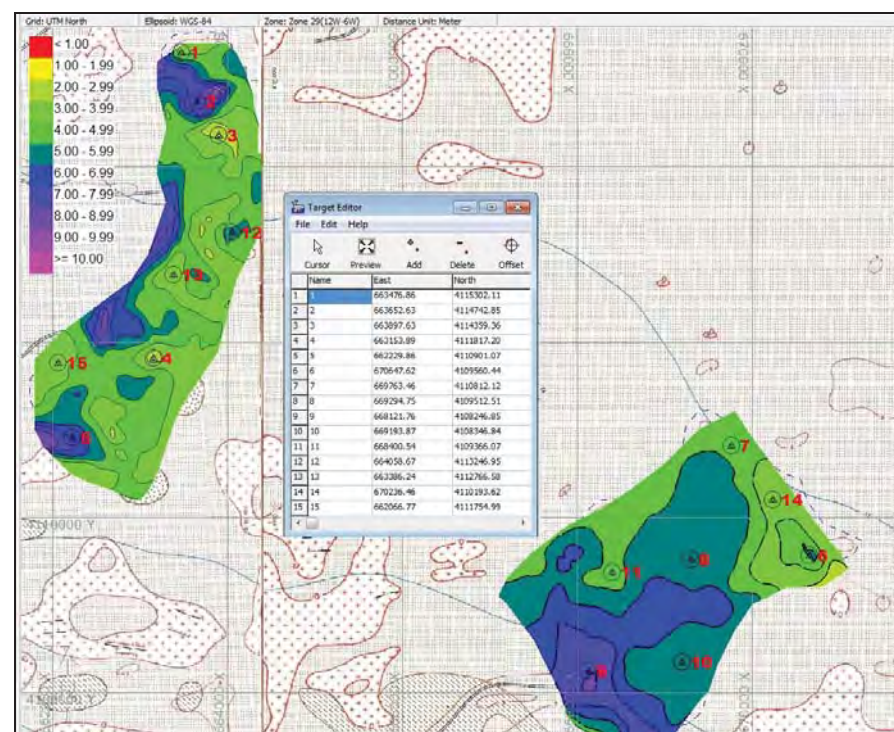 Grid: UTM North Ellipsoid: WGS-84 Zone: Zone 29(12W-6W) Distance Unit: Meter
< 1.00
1.00 - 1.99
2.00 - 2.99
3.00 - 3.99
4.00 - 4.99
5.00 - 5.99
6.00 - 6.99
7.00 - 7.99
8.00 - 8.99
9.00 - 9.99
>= 10.00
1
2
3
12
13
4
15
5
668000 X
670000 X
Target Editor
File Edit Help
Cursor Preview Add Delete Offset
Name East North
1 1 663476.86 4115302.11
2 2 663652.63 4114742.85
3 3 663897.63 4114359.36
4 4 663153.89 4111817.20
5 5 662229.86 4110901.07
6 6 670647.62 4109560.44
7 7 669763.46 4110812.12
8 8 669294.75 4109512.51
9 9 668121.76 4108246.85
10 10 669193.87 4108346.84
11 11 668400.54 4109366.07
12 12 664058.67 4113246.95
13 13 663386.24 4112766.58
14 14 670236.46 4110193.62
15 15 662066.77 4111754.99
7
14
6
8
11
10
9